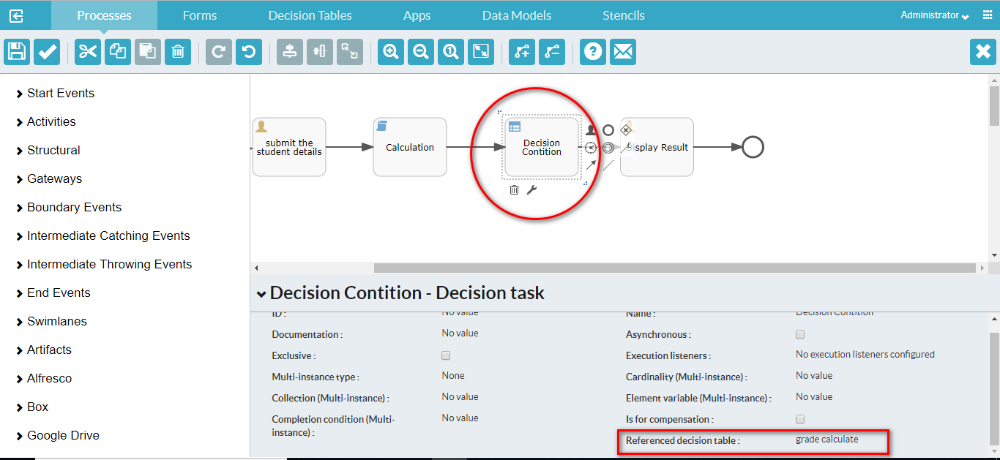 Processes
Forms
Decision Tables
Apps
Data Models
Stencils
Administrator
1
?
Start Events
Activities
Structural
Gateways
Boundary Events
Intermediate Catching Events
Intermediate Throwing Events
End Events
Swimlanes
Artifacts
Alfresco
Box
Google Drive
submit the
student details
Calculation
Decision
Contition
Display Result
Decision Contition - Decision task
ID :
No value
Name :
Decision Contition
Documentation :
No value
Asynchronous :
Exclusive :
Execution listeners :
No execution listeners configured
Multi-instance type :
None
Cardinality (Multi-instance) :
No value
Collection (Multi-instance) :
No value
Element variable (Multi-instance) :
No value
Completion condition (Multi-
instance) :
No value
Is for compensation :
Referenced decision table :
grade calculate